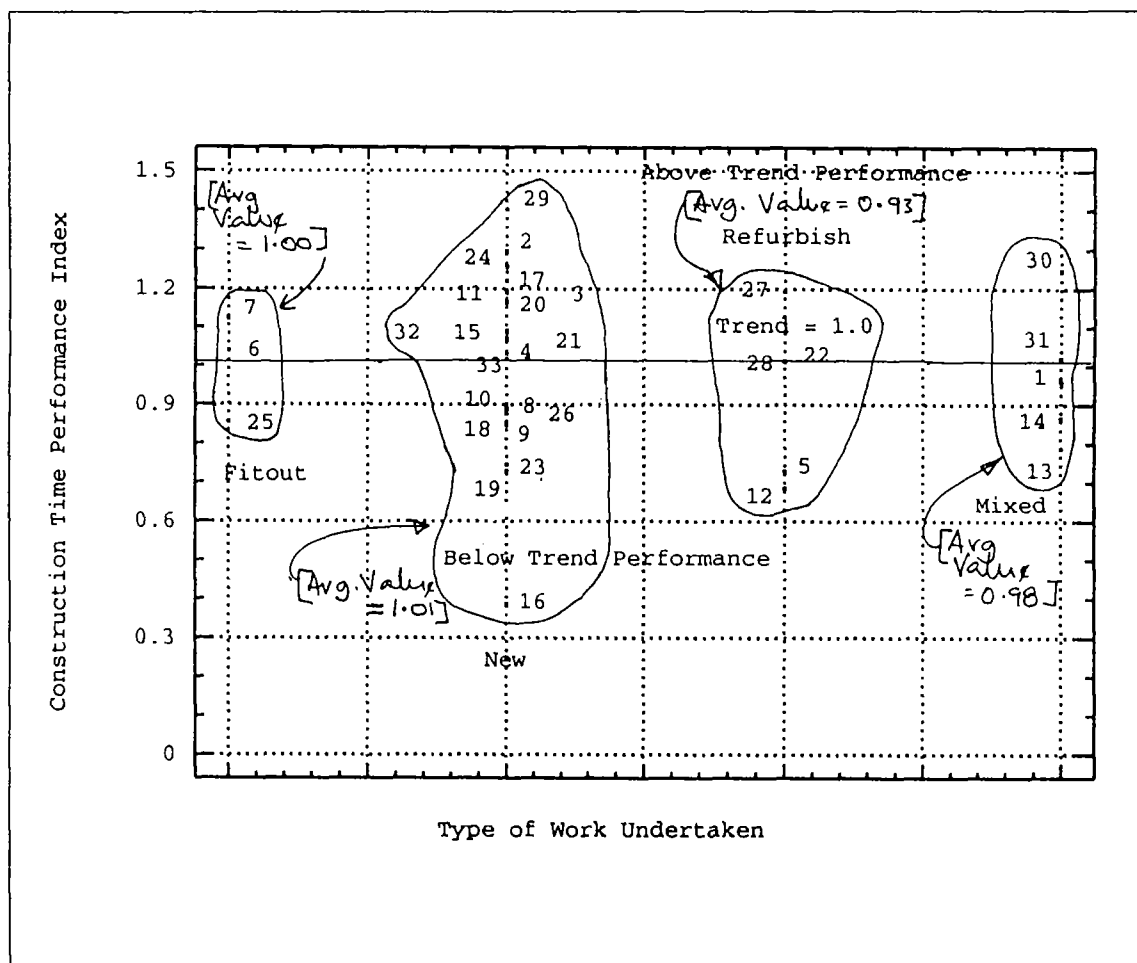 1.5
Above Trend Performance
[Avg
Value
= 1.00]
29
[Avg. Value = 0.93]
2
Refurbish
24
17
30
1.2
7
11
20
3
27
32
15
21
Trend = 1.0
31
6
33
4
28
22
1
0.9
10
8
26
25
18
9
14
Fitout
23
5
13
19
12
Mixed
0.6
Below Trend Performance
[Avg
Value
= 0.98]
[Avg. Value
= 1.01]
16
0.3
New
0
Construction Time Performance Index
Type of Work Undertaken